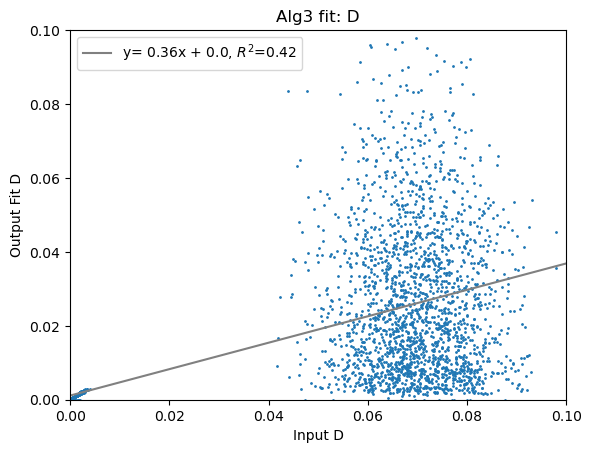 Alg3 fit: D
y= 0.36x + 0.0, R²=0.42
Output Fit D
0.10
0.08
0.06
0.04
0.02
0.00
0.00 0.02 0.04 0.06 0.08 0.10
Input D